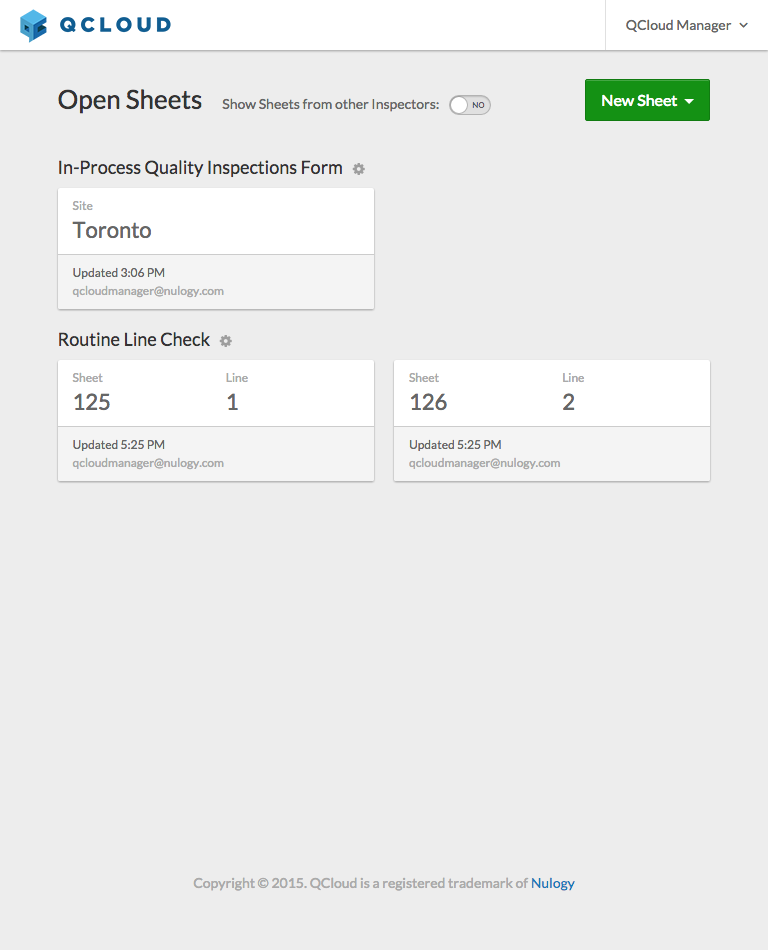 QCLOUD
QCloud Manager
Open Sheets
Show Sheets from other Inspectors:
NO
New Sheet
In-Process Quality Inspections Form
Site
Toronto
Updated 3:06 PM
qcloudmanager@nulogy.com
Routine Line Check
Sheet Line
125 1
Updated 5:25 PM
qcloudmanager@nulogy.com
Sheet Line
126 2
Updated 5:25 PM
qcloudmanager@nulogy.com
Copyright © 2015. QCloud is a registered trademark of Nulogy